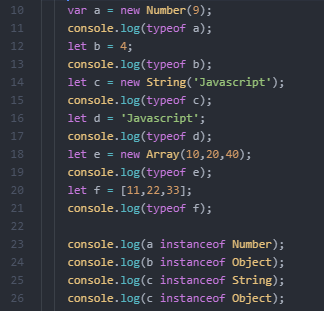 10 var a = new Number(9);
11 console.log(typeof a);
12 let b = 4;
13 console.log(typeof b);
14 let c = new String('Javascript');
15 console.log(typeof c);
16 let d = 'Javascript';
17 console.log(typeof d);
18 let e = new Array(10,20,40);
19 console.log(typeof e);
20 let f = [11,22,33];
21 console.log(typeof f);
22
23 console.log(a instanceof Number);
24 console.log(b instanceof Object);
25 console.log(c instanceof String);
26 console.log(c instanceof Object);